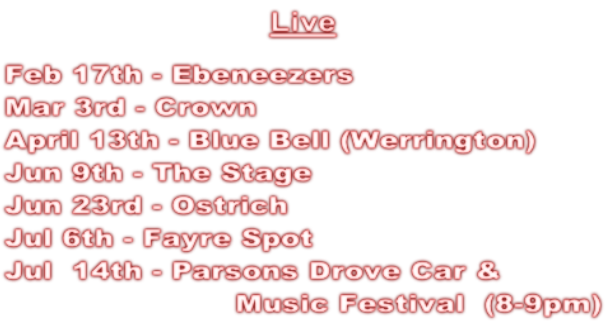 Live
Feb 17th - Ebeneezers
Mar 3rd - Crown
April 13th - Blue Bell (Werrington)
Jun 9th - The Stage
Jun 23rd - Ostrich
Jul 6th - Fayre Spot
Jul 14th - Parsons Drove Car &
Music Festival (8-9pm)